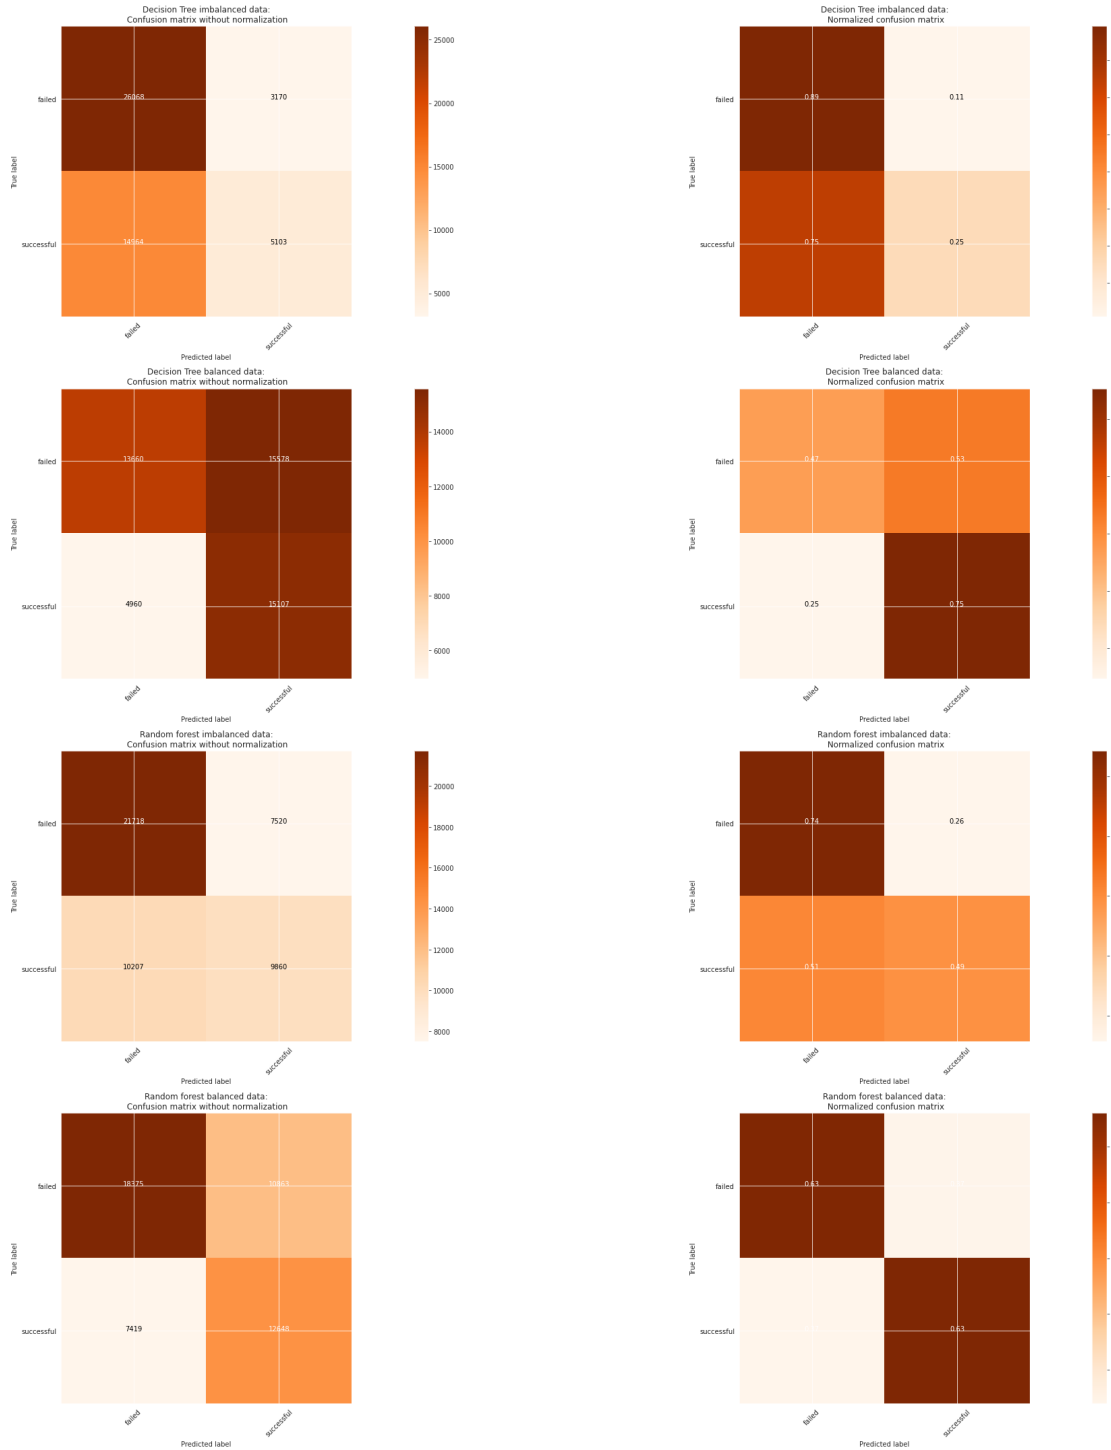 Decision Tree imbalanced data:
Confusion matrix without normalization
failed
successful
True label
26068
3170
14964
5103
failed
successful
Predicted label
25000
20000
15000
10000
5000
Decision Tree imbalanced data:
Normalized confusion matrix
failed
successful
True label
0.89
0.11
0.75
0.25
failed
successful
Predicted label
Decision Tree balanced data:
Confusion matrix without normalization
failed
successful
True label
13660
15578
4960
15107
failed
successful
Predicted label
14000
12000
10000
8000
6000
Decision Tree balanced data:
Normalized confusion matrix
failed
successful
True label
0.47
0.53
0.25
0.75
failed
successful
Predicted label
Random forest imbalanced data:
Confusion matrix without normalization
failed
successful
True label
21718
7520
10207
9860
failed
successful
Predicted label
20000
18000
16000
14000
12000
10000
8000
Random forest imbalanced data:
Normalized confusion matrix
failed
successful
True label
0.74
0.26
0.51
0.49
failed
successful
Predicted label
Random forest balanced data:
Confusion matrix without normalization
failed
successful
True label
18375
10863
7419
12648
failed
successful
Predicted label
Random forest balanced data:
Normalized confusion matrix
failed
successful
True label
0.63
0.63
failed
successful
Predicted label